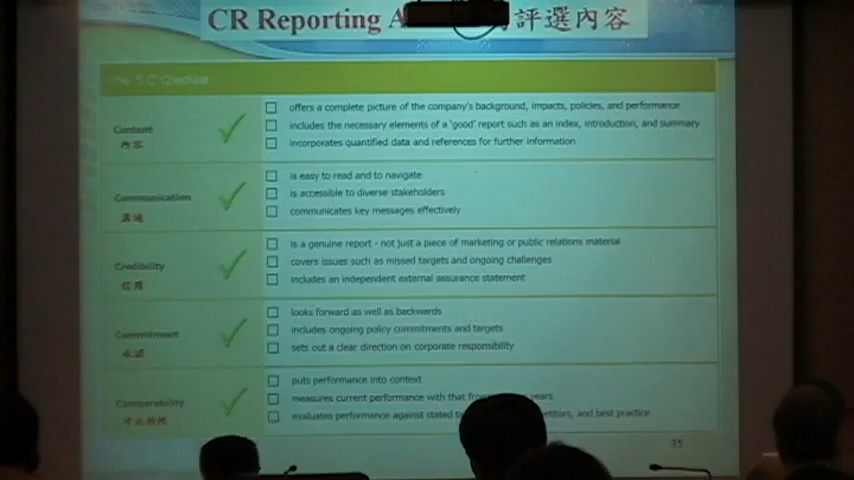 CR Reporting A 評選內容
The '5 C' Checklist
Content
內容
offers a complete picture of the company's background, impacts, policies, and performance
includes the necessary elements of a 'good' report such as an index, introduction, and summary
incorporates quantified data and references for further information
Communication
溝通
is easy to read and to navigate
is accessible to diverse stakeholders
communicates key messages effectively
Credibility
信用
is a genuine report - not just a piece of marketing or public relations material
covers issues such as missed targets and ongoing challenges
includes an independent external assurance statement
Commitment
承諾
looks forward as well as backwards
includes ongoing policy commitments and targets
sets out a clear direction on corporate responsibility
Comparability
可比較性
puts performance into context
measures current performance with that years
evaluates performance against stated and best practice
35